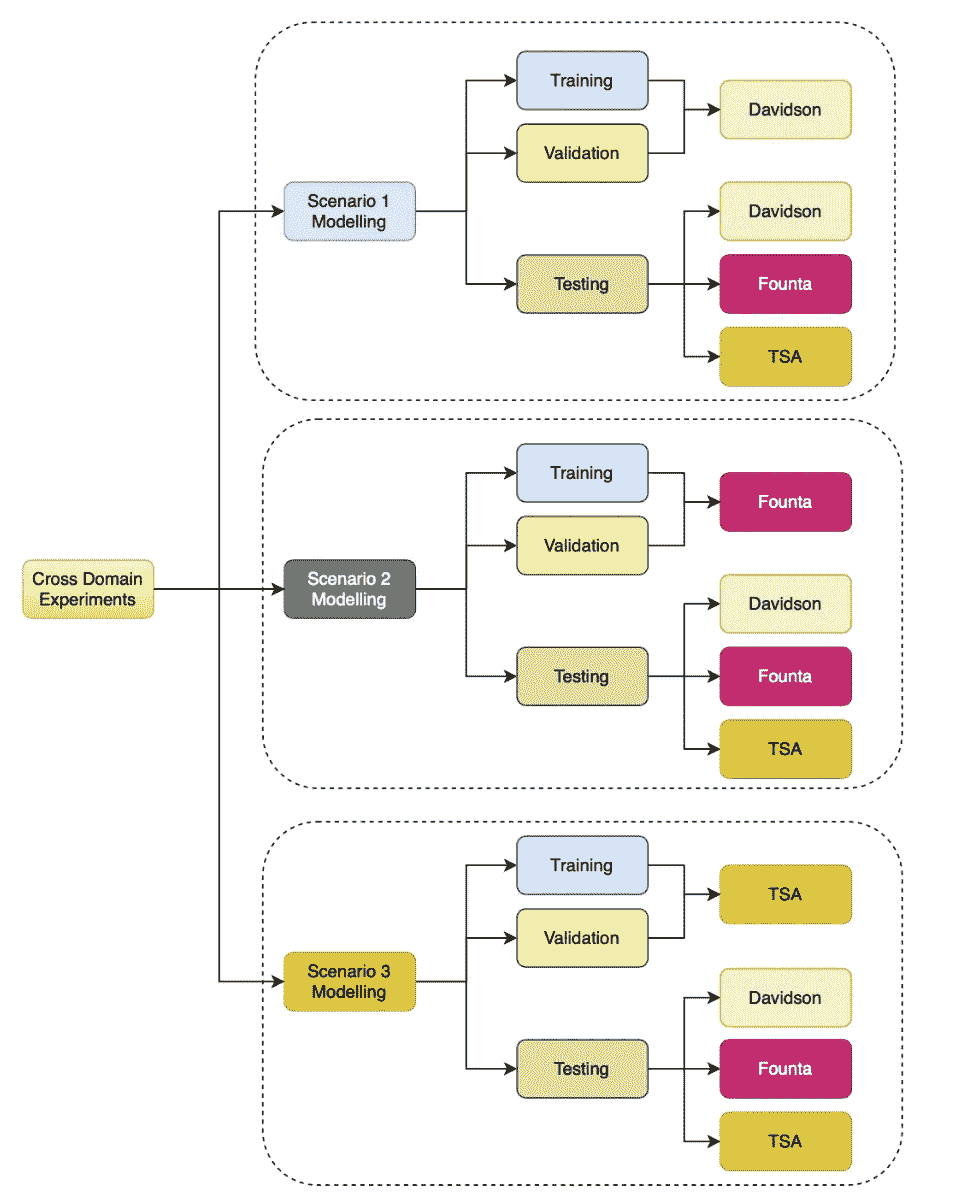 Cross Domain
Experiments
Scenario 1
Modelling
Training
Validation
Davidson
Testing
Davidson
Founta
TSA
Scenario 2
Modelling
Training
Validation
Founta
Testing
Davidson
Founta
TSA
Scenario 3
Modelling
Training
Validation
TSA
Testing
Davidson
Founta
TSA